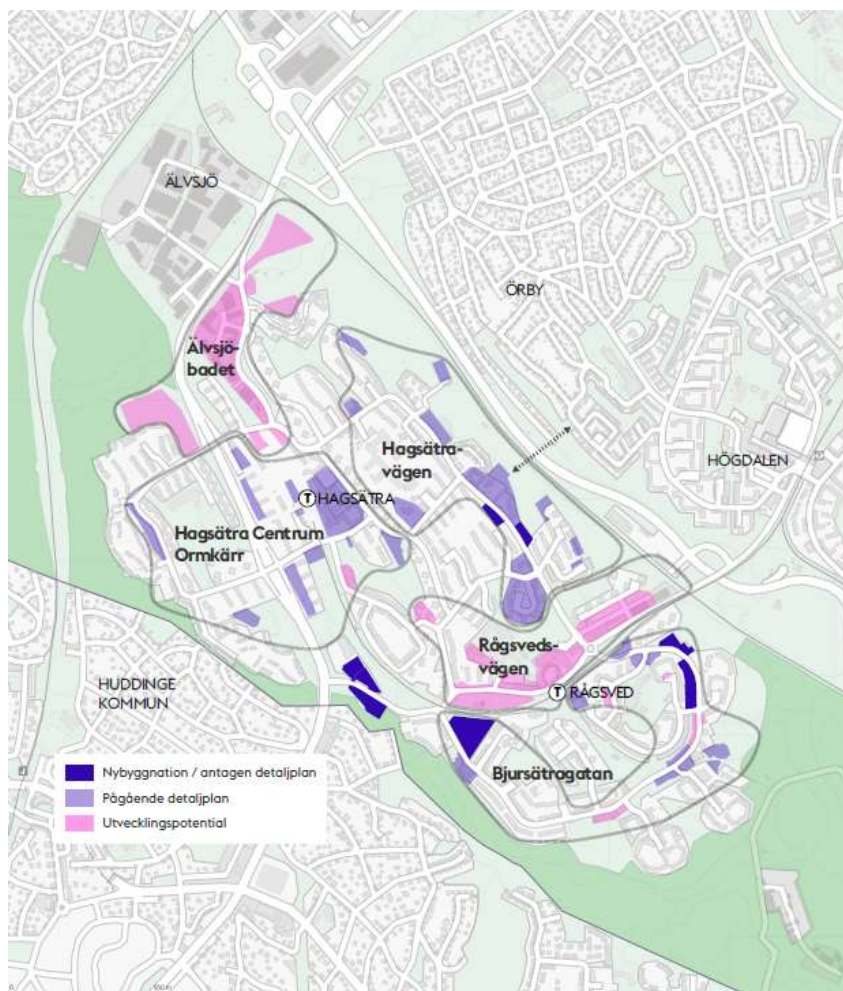 ÄLVSJÖ
ÖRBY
Älvsjö-
badet
Hagsätra-
vägen
HÖGDALEN
T HAGSÄTRA
Hagsätra Centrum
Ormkärr
Rågsveds-
vägen
HUDDINGE
KOMMUN
T RÅGSVED
Bjursätragatan
Nybyggnation / antagen detaljplan
Pågående detaljplan
Utvecklingspotential